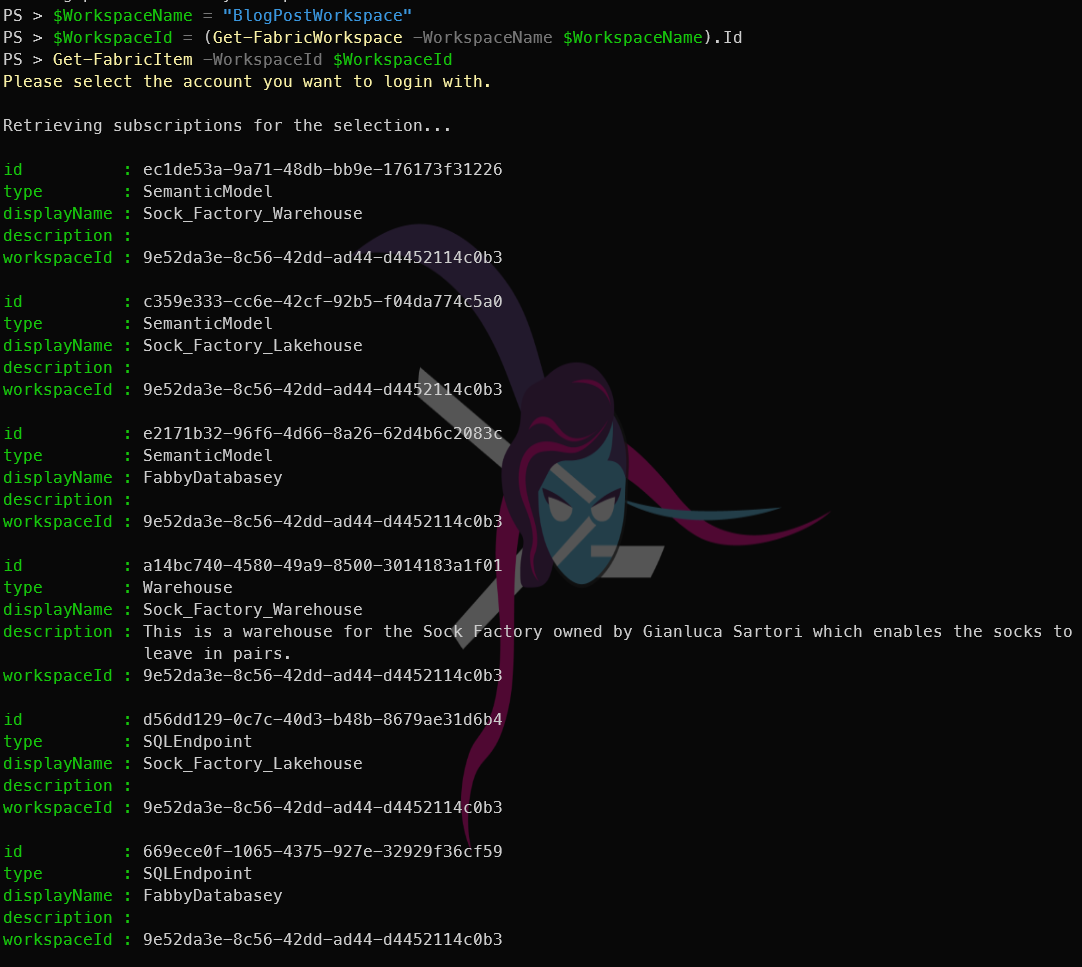 PS > $WorkspaceName = "BlogPostWorkspace"
PS > $WorkspaceId = (Get-FabricWorkspace -WorkspaceName $WorkspaceName).Id
PS > Get-FabricItem -WorkspaceId $WorkspaceId
Please select the account you want to login with.
Retrieving subscriptions for the selection...
id : ec1de53a-9a71-48db-bb9e-176173f31226
type : SemanticModel
displayName : Sock_Factory_Warehouse
description :
workspaceId : 9e52da3e-8c56-42dd-ad44-d4452114c0b3
id : c359e333-cc6e-42cf-92b5-f04da774c5a0
type : SemanticModel
displayName : Sock_Factory_Lakehouse
description :
workspaceId : 9e52da3e-8c56-42dd-ad44-d4452114c0b3
id : e2171b32-96f6-4d66-8a26-62d4b6c2083c
type : SemanticModel
displayName : FabbyDatabasey
description :
workspaceId : 9e52da3e-8c56-42dd-ad44-d4452114c0b3
id : a14bc740-4580-49a9-8500-3014183a1f01
type : Warehouse
displayName : Sock_Factory_Warehouse
description : This is a warehouse for the Sock Factory owned by Gianluca Sartori which enables the socks to
leave in pairs.
workspaceId : 9e52da3e-8c56-42dd-ad44-d4452114c0b3
id : d56dd129-0c7c-40d3-b48b-8679ae31d6b4
type : SQLEndpoint
displayName : Sock_Factory_Lakehouse
description :
workspaceId : 9e52da3e-8c56-42dd-ad44-d4452114c0b3
id : 669ece0f-1065-4375-927e-32929f36cf59
type : SQLEndpoint
displayName : FabbyDatabasey
description :
workspaceId : 9e52da3e-8c56-42dd-ad44-d4452114c0b3